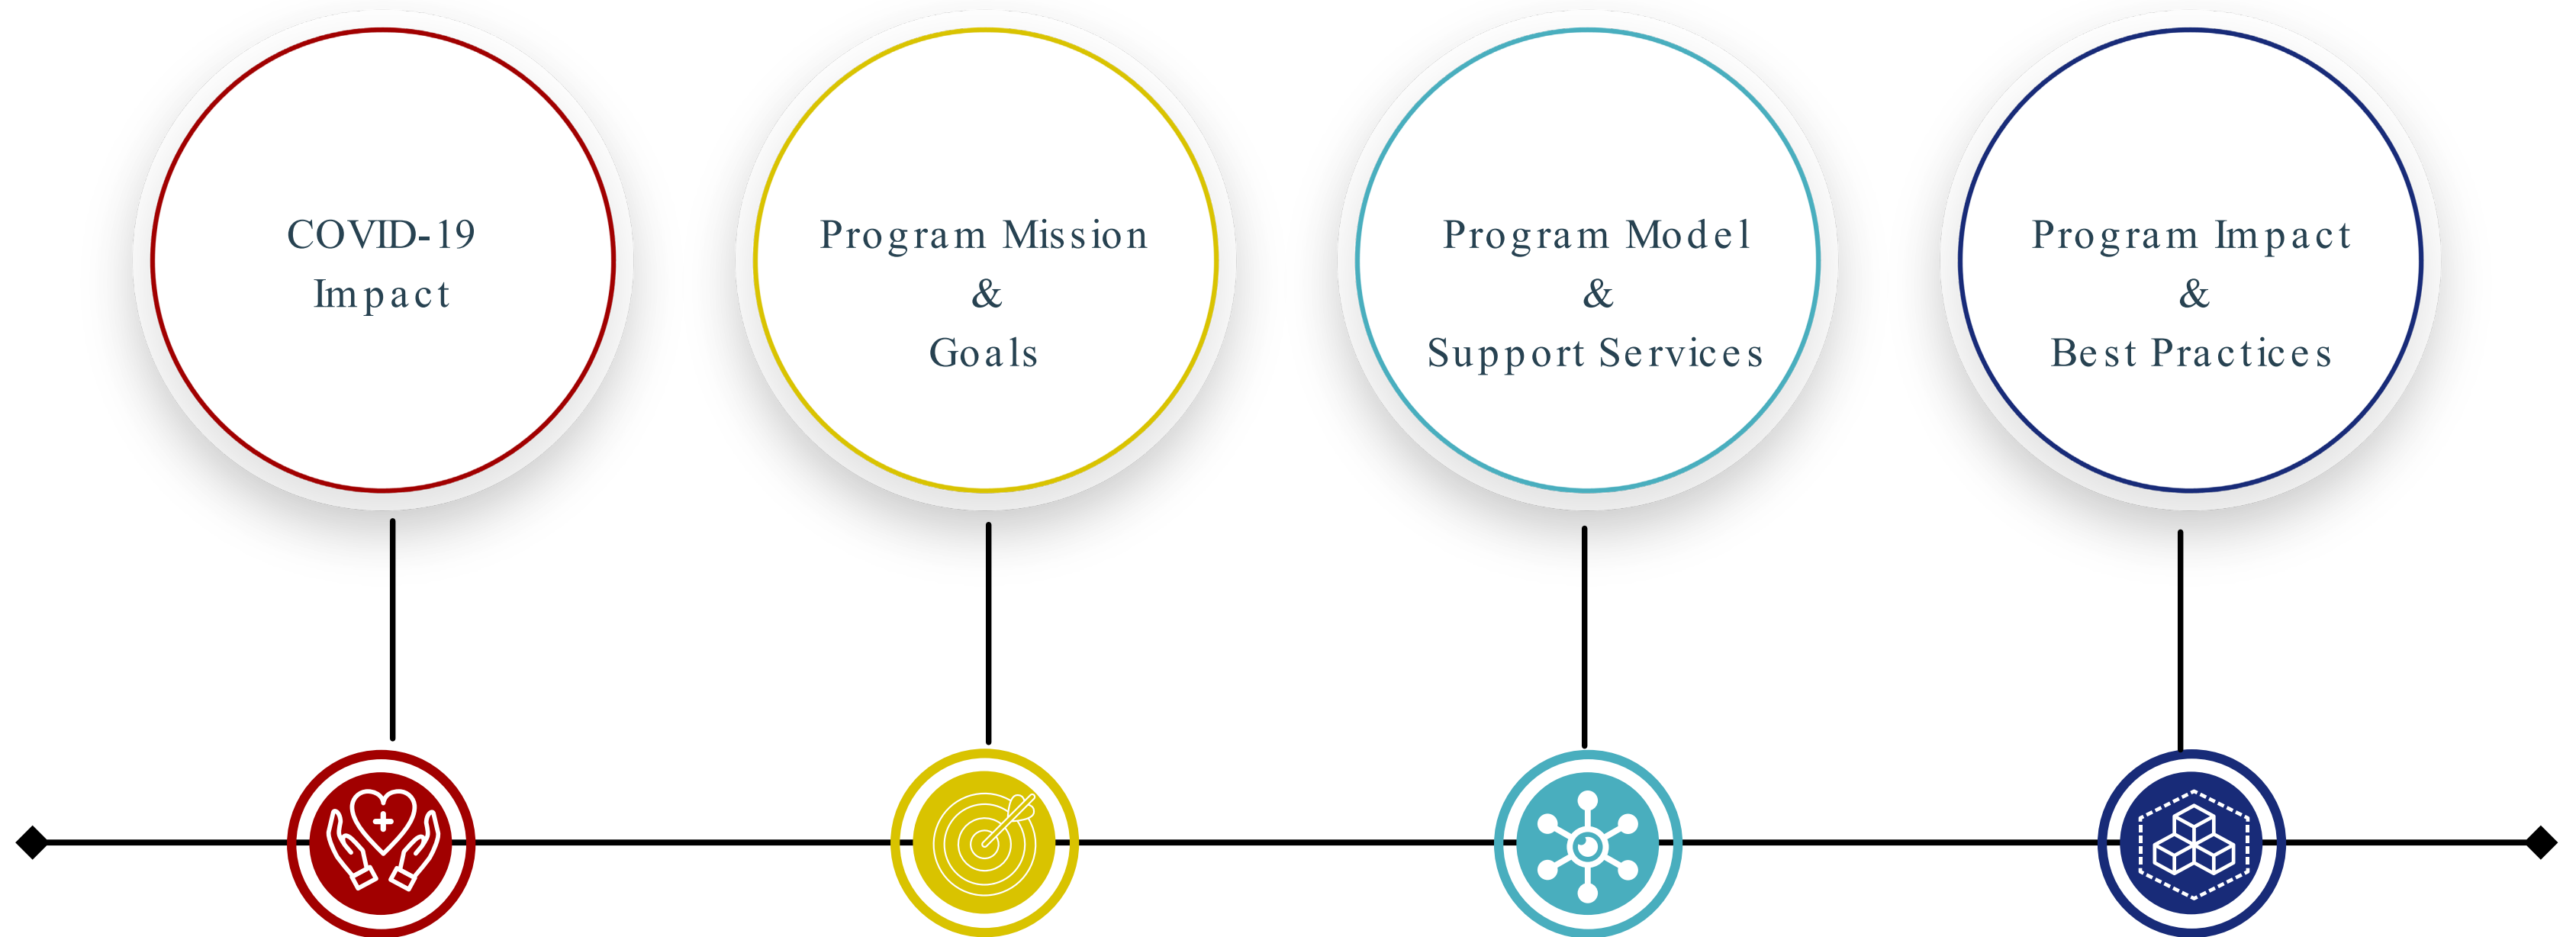 COVID-19
Impact
Program Mission
&
Goals
Program Model
&
Support Services
Program Impact
&
Best Practices